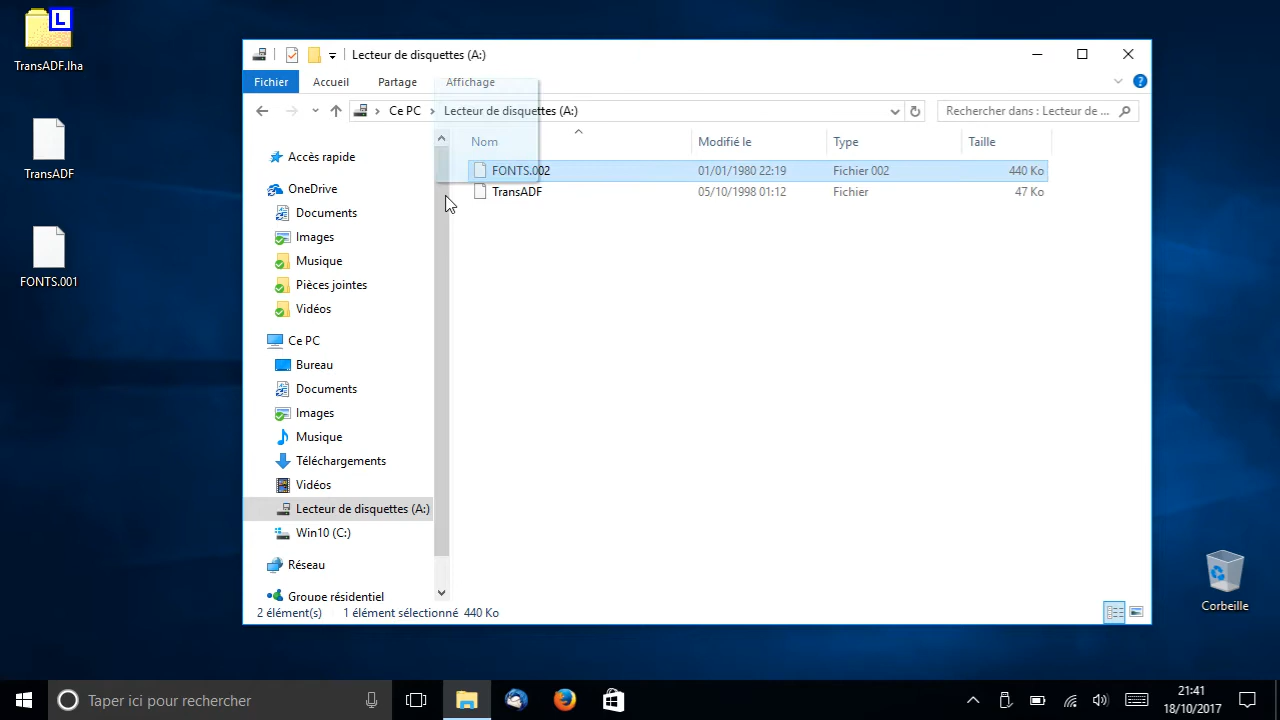 L
TransADF.lha
TransADF
FONTS.001
Lecteur de disquettes (A:)
Fichier
Accueil
Partage
Affichage
Ce PC
Lecteur de disquettes (A:)
Rechercher dans : Lecteur de ...
Nom
Modifié le
Type
Taille
FONTS.002
01/01/1980 22:19
Fichier 002
440 Ko
TransADF
05/10/1998 01:12
Fichier
47 Ko
Accès rapide
OneDrive
Documents
Images
Musique
Pièces jointes
Vidéos
Ce PC
Bureau
Documents
Images
Musique
Téléchargements
Vidéos
Lecteur de disquettes (A:)
Win10 (C:)
Réseau
Groupe résidentiel
2 élément(s)
1 élément sélectionné 440 Ko
Corbeille
Taper ici pour rechercher
21:41
18/10/2017